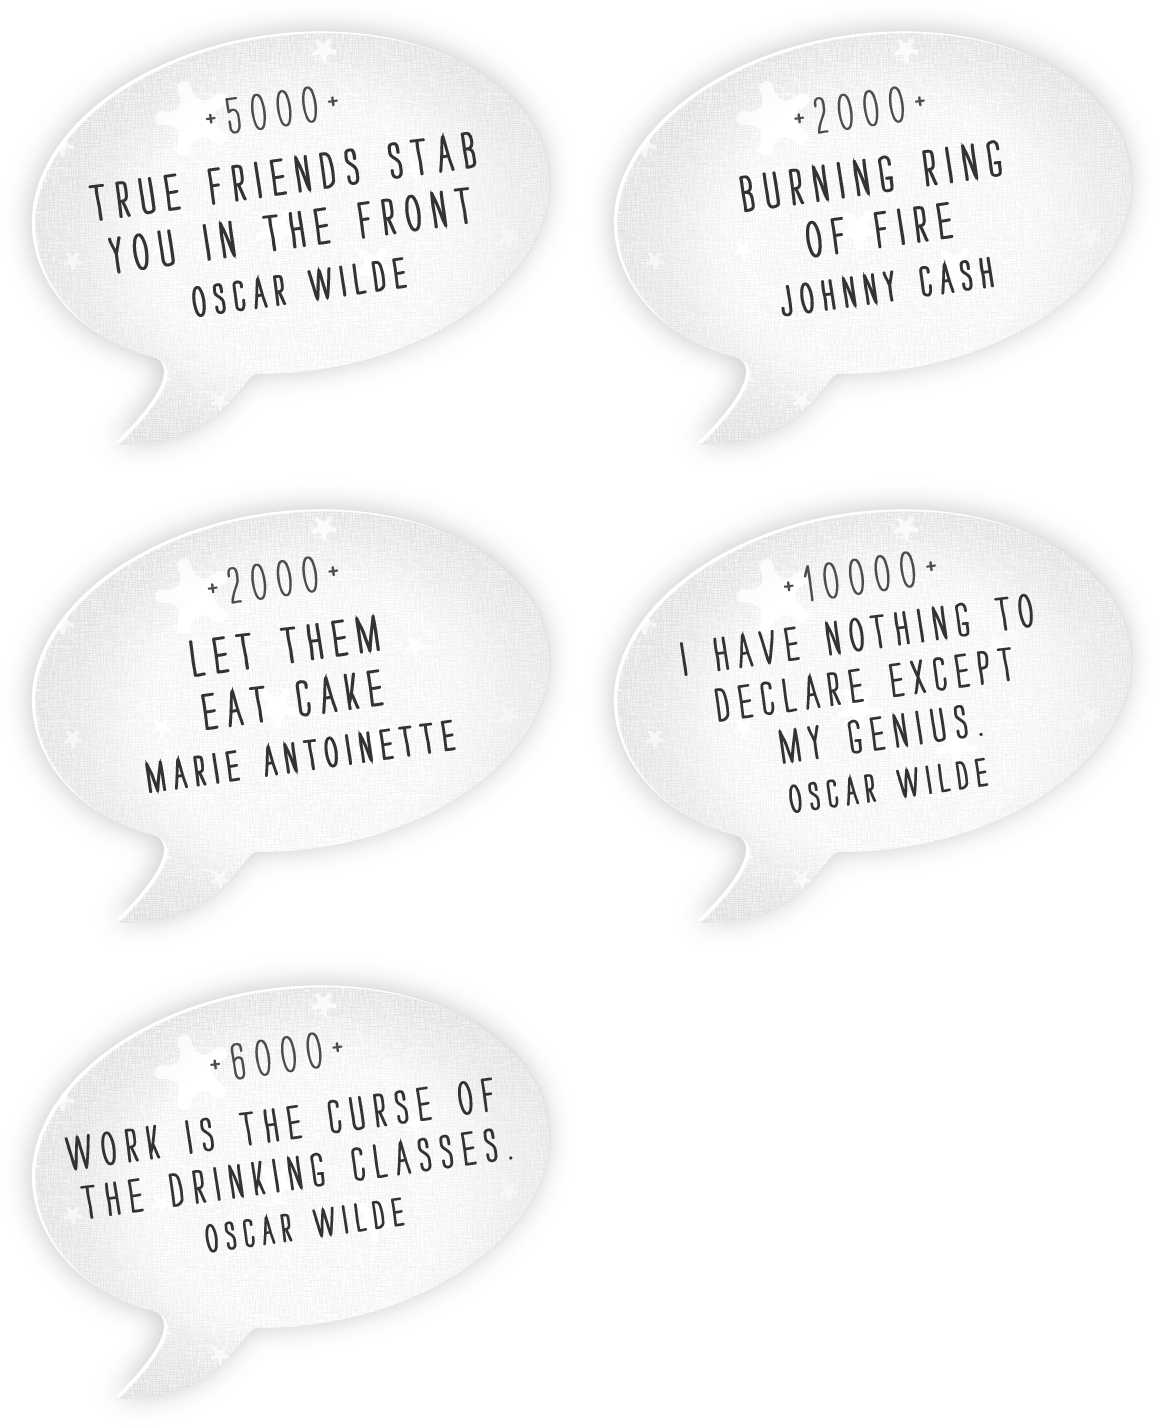 +5000+
TRUE FRIENDS STAB
YOU IN THE FRONT
OSCAR WILDE
+2000+
BURNING RING
OF FIRE
JOHNNY CASH
+2000+
LET THEM
EAT CAKE
MARIE ANTOINETTE
+10000+
I HAVE NOTHING TO
DECLARE EXCEPT
MY GENIUS.
OSCAR WILDE
+6000+
WORK IS THE CURSE OF
THE DRINKING CLASSES.
OSCAR WILDE